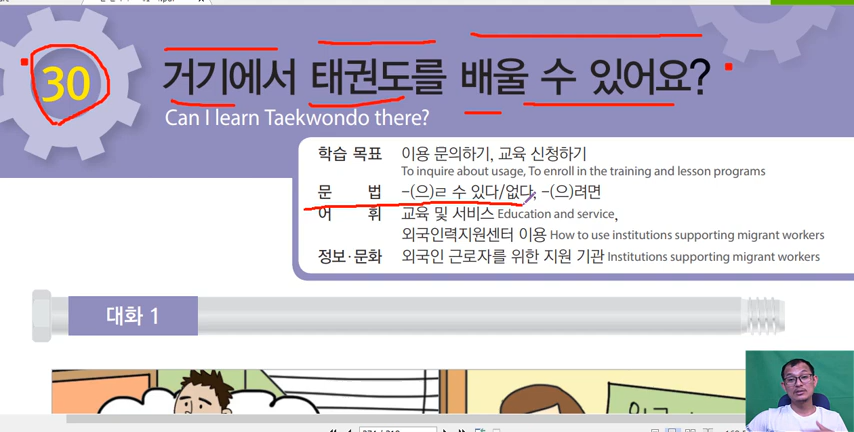 30
거기에서 태권도를 배울 수 있어요?
Can I learn Taekwondo there?
학습 목표 이용 문의하기, 교육 신청하기
To inquire about usage, To enroll in the training and lesson programs
문 법 –(으)ㄹ 수 있다/없다, –(으)려면
어 휘 교육 및 서비스 Education and service,
외국인력지원센터 이용 How to use institutions supporting migrant workers
정보·문화 외국인 근로자를 위한 지원 기관 Institutions supporting migrant workers
대화 1